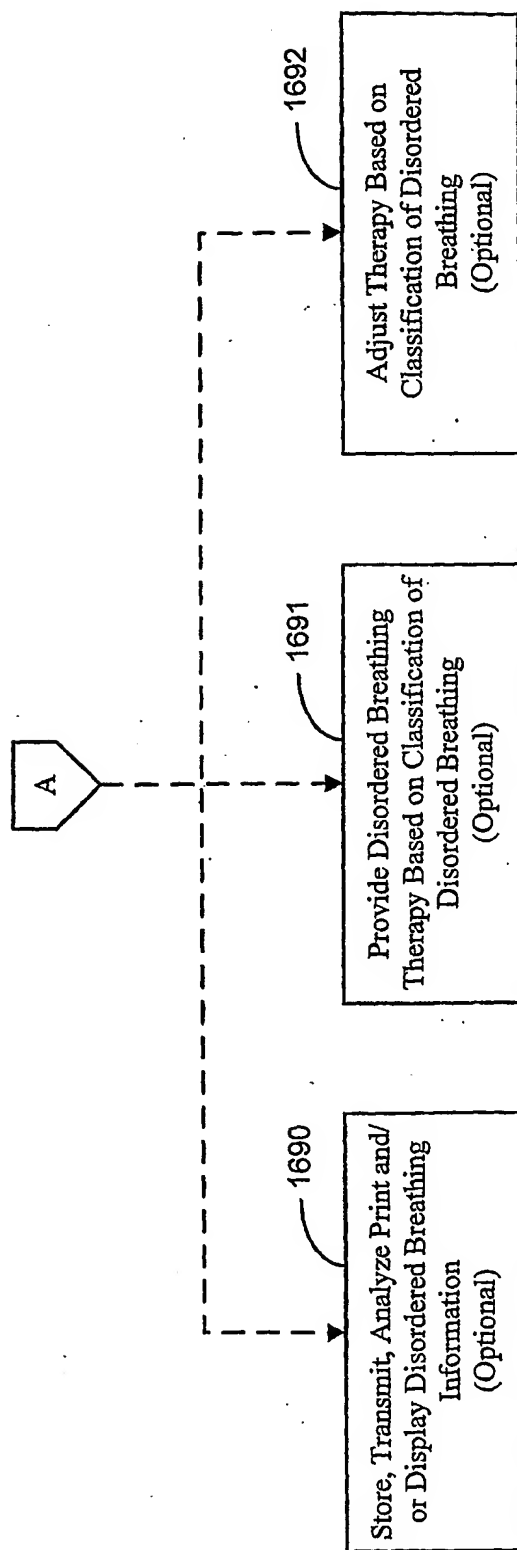 A
1690
Store, Transmit, Analyze Print and/
or Display Disordered Breathing
Information
(Optional)
1691
Provide Disordered Breathing
Therapy Based on Classification of
Disordered Breathing
(Optional)
1692
Adjust Therapy Based on
Classification of Disordered
Breathing
(Optional)